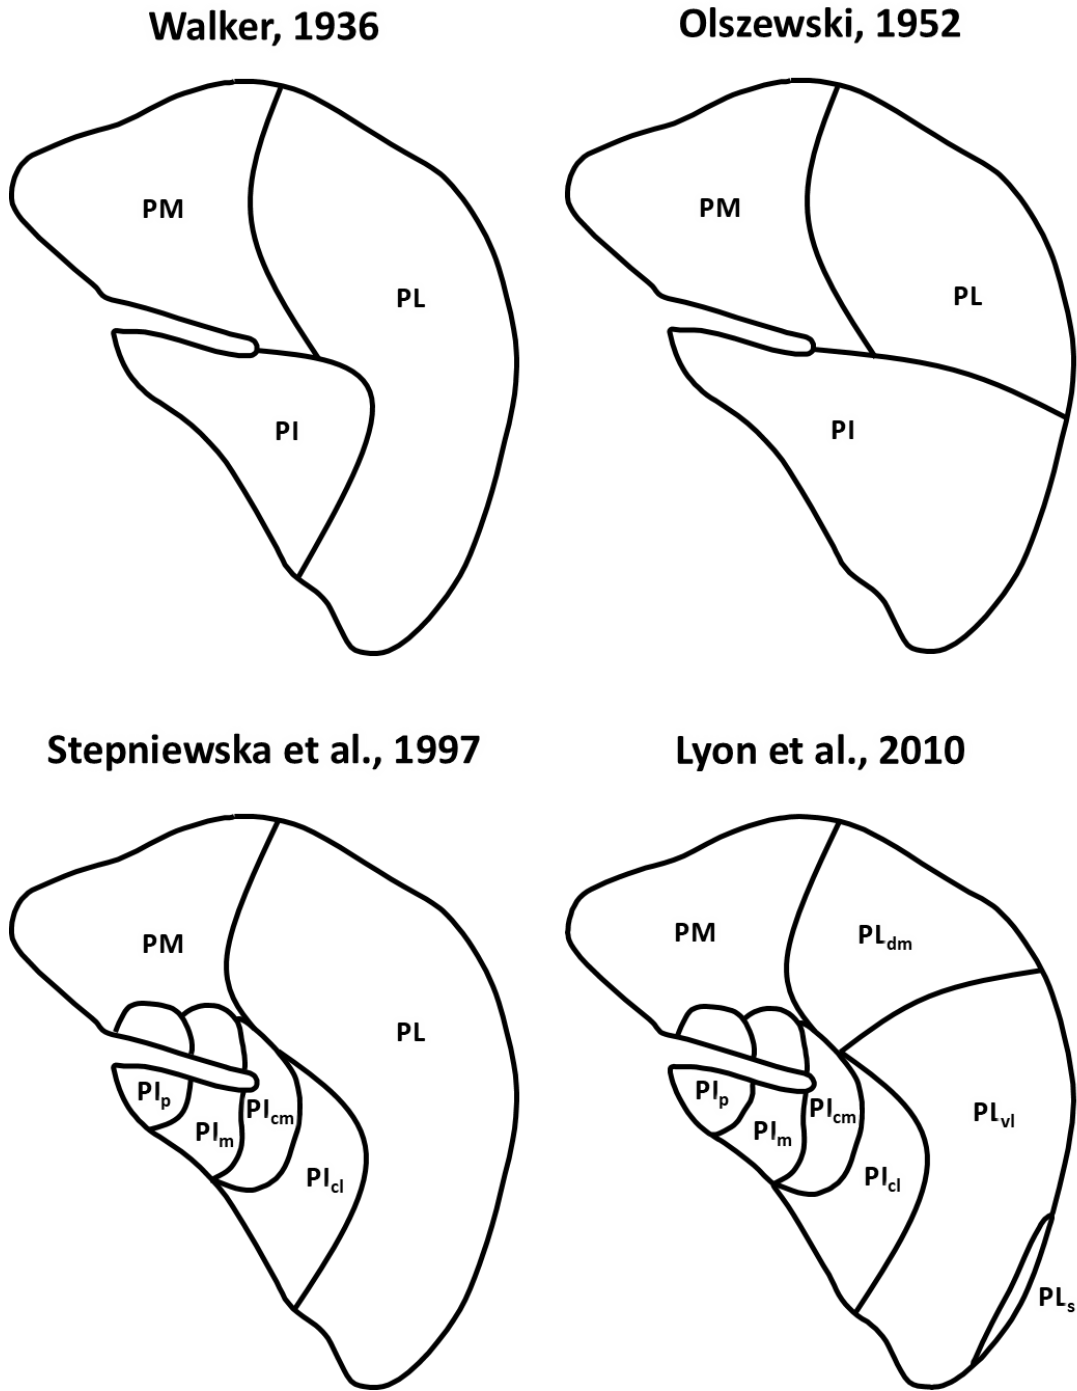 Walker, 1936
PM
PL
PI
Olszewski, 1952
PM
PL
PI
Stepniewska et al., 1997
PM
PL
PIp
PIm
PIcm
PIcl
Lyon et al., 2010
PM
PLdm
PIp
PIm
PIcm
PLvl
PIcl
PLs